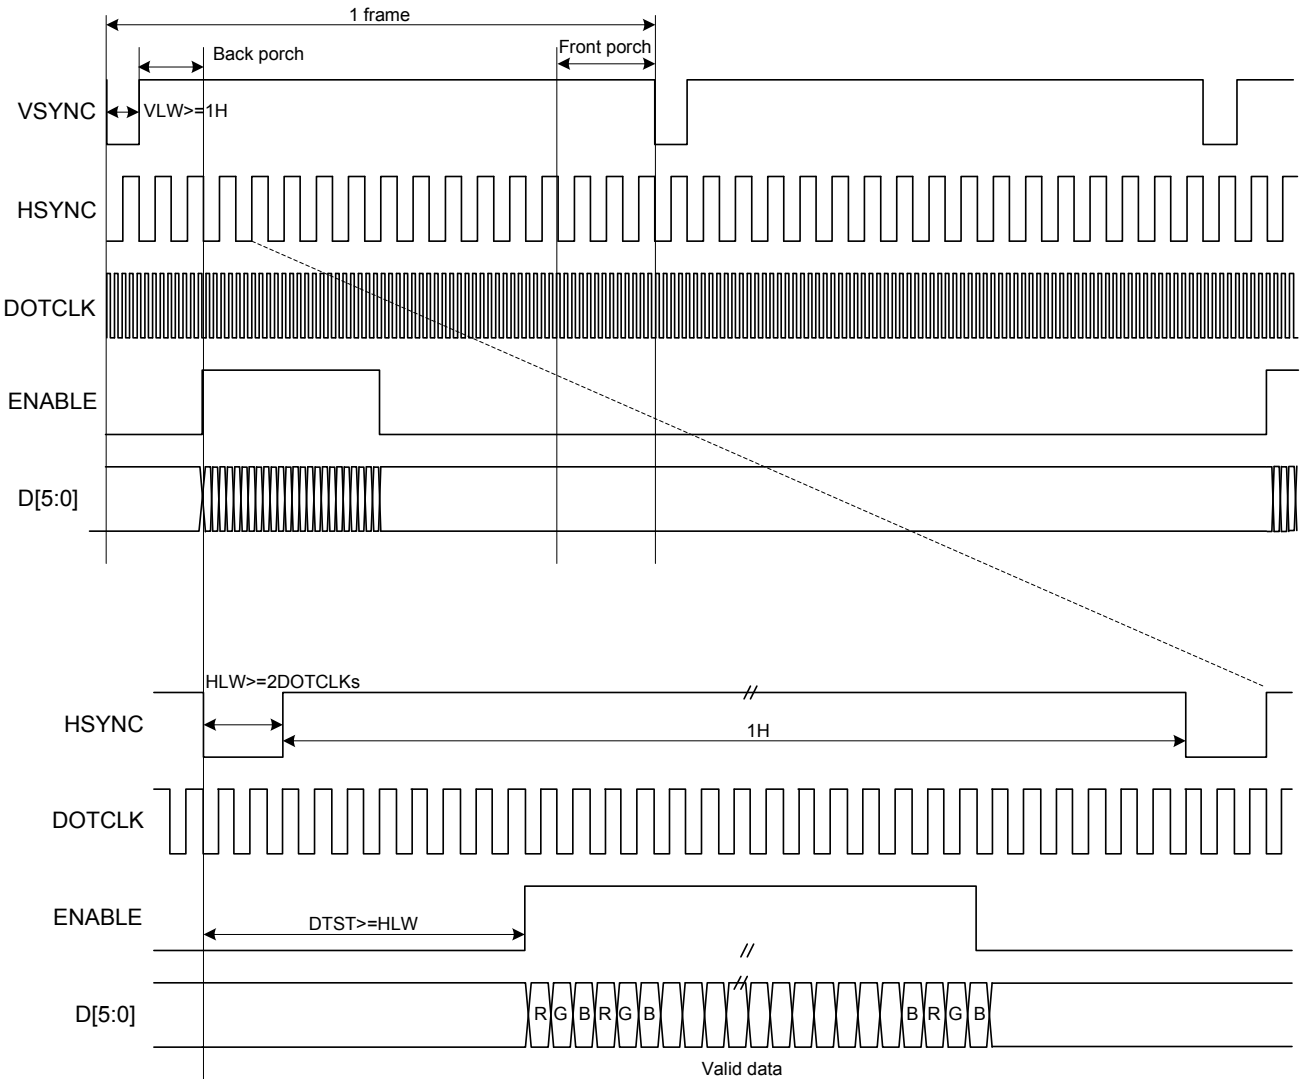 1 frame
Back porch
Front porch
VSYNC
VLW>=1H
HSYNC
DOTCLK
ENABLE
D[5:0]
HLW>=2DOTCLKs
HSYNC
1H
DOTCLK
ENABLE
DTST>=HLW
D[5:0]
R G B R G B B R G B
Valid data